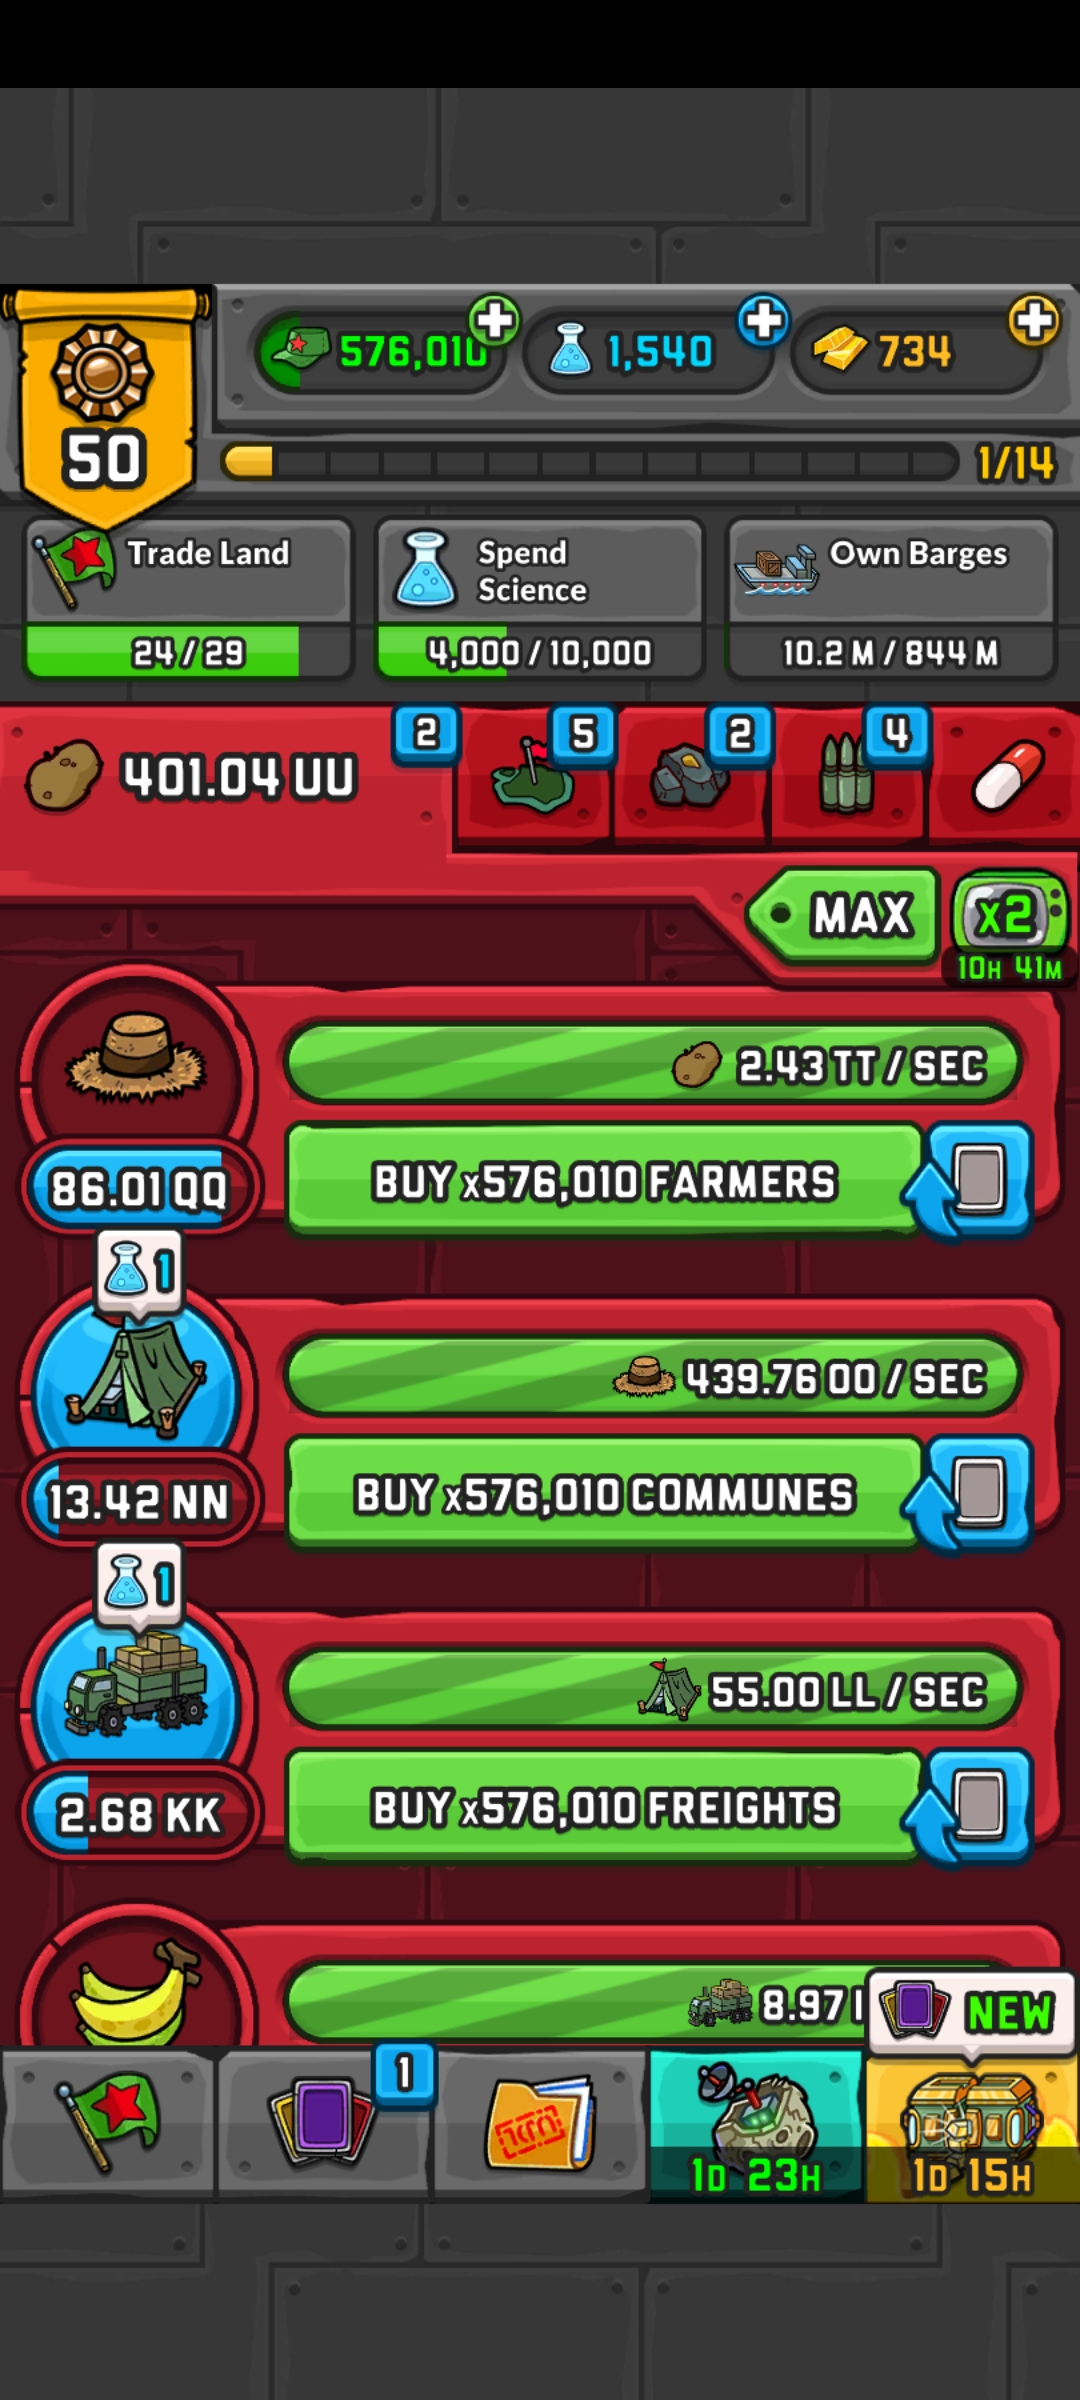 576,010
1,540
734
50
1/14
Trade Land
24/29
Spend
Science
4,000/10,000
Own Barges
10.2 M/844 M
401.04 UU
2
5
2
4
MAX
x2
10H 41M
2.43 TT/SEC
86.01 QQ
BUY x576,010 FARMERS
1
439.76 OO/SEC
13.42 NN
BUY x576,010 COMMUNES
1
55.00 LL/SEC
2.68 KK
BUY x576,010 FREIGHTS
8.97
NEW
1
1D 23H
1D 15H